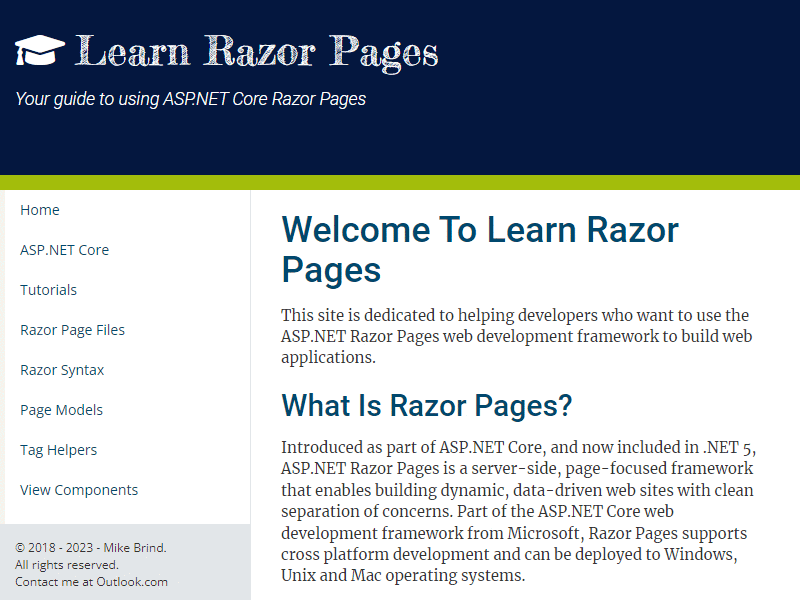 Learn Razor Pages
Your guide to using ASP.NET Core Razor Pages
Home
ASP.NET Core
Tutorials
Razor Page Files
Razor Syntax
Page Models
Tag Helpers
View Components
© 2018 - 2023 - Mike Brind.
All rights reserved.
Contact me at Outlook.com
Welcome To Learn Razor
Pages
This site is dedicated to helping developers who want to use the
ASP.NET Razor Pages web development framework to build web
applications.
What Is Razor Pages?
Introduced as part of ASP.NET Core, and now included in .NET 5,
ASP.NET Razor Pages is a server-side, page-focused framework
that enables building dynamic, data-driven web sites with clean
separation of concerns. Part of the ASP.NET Core web
development framework from Microsoft, Razor Pages supports
cross platform development and can be deployed to Windows,
Unix and Mac operating systems.